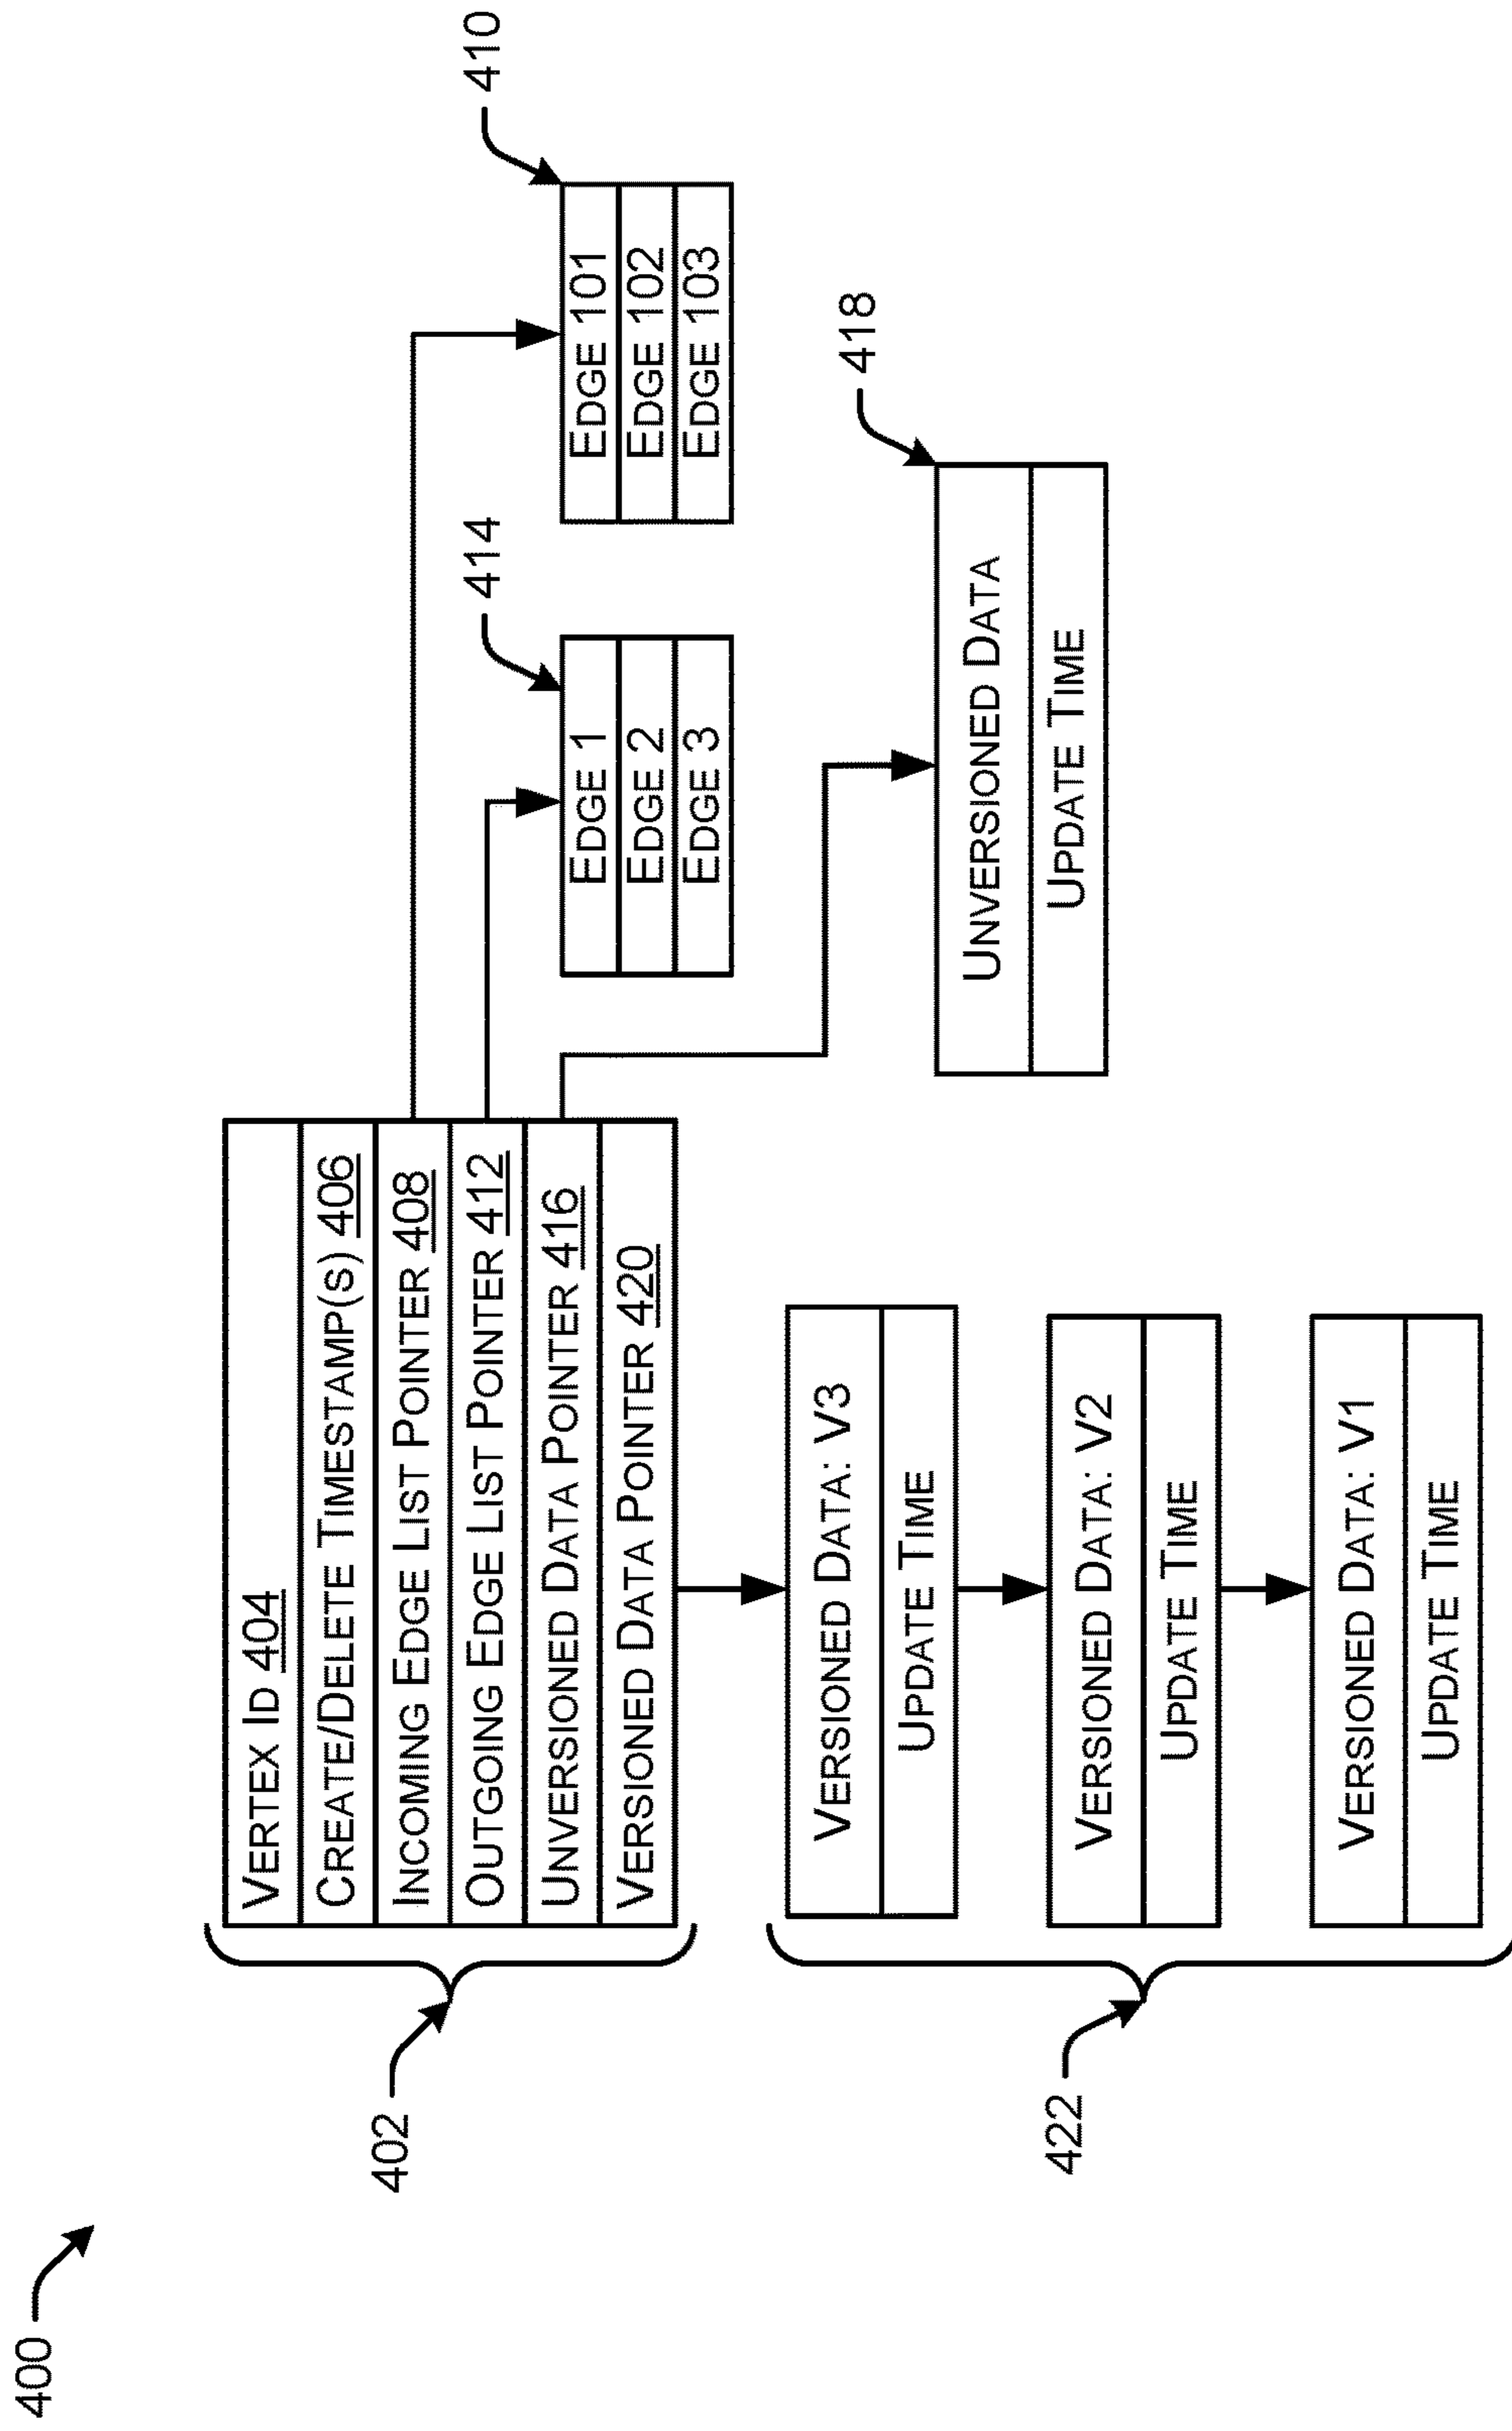 400
402
VERTEX ID 404
CREATE/DELETE TIMESTAMP(S) 406
INCOMING EDGE LIST POINTER 408
OUTGOING EDGE LIST POINTER 412
UNVERSIONED DATA POINTER 416
VERSIONED DATA POINTER 420
414
EDGE 1
EDGE 2
EDGE 3
410
EDGE 101
EDGE 102
EDGE 103
418
UNVERSIONED DATA
UPDATE TIME
422
VERSIONED DATA: V3
UPDATE TIME
VERSIONED DATA: V2
UPDATE TIME
VERSIONED DATA: V1
UPDATE TIME